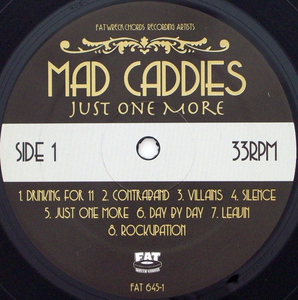 FAT WRECK CHORDS RECORDING ARTISTS
MAD CADDIES
JUST ONE MORE
SIDE 1 33RPM
1. DRINKING FOR 11 2. CONTRABAND 3. VILLAINS 4. SILENCE
5. JUST ONE MORE 6. DAY BY DAY 7. LEAVIN
8. ROCKUPATION
FAT
FAT 645-1